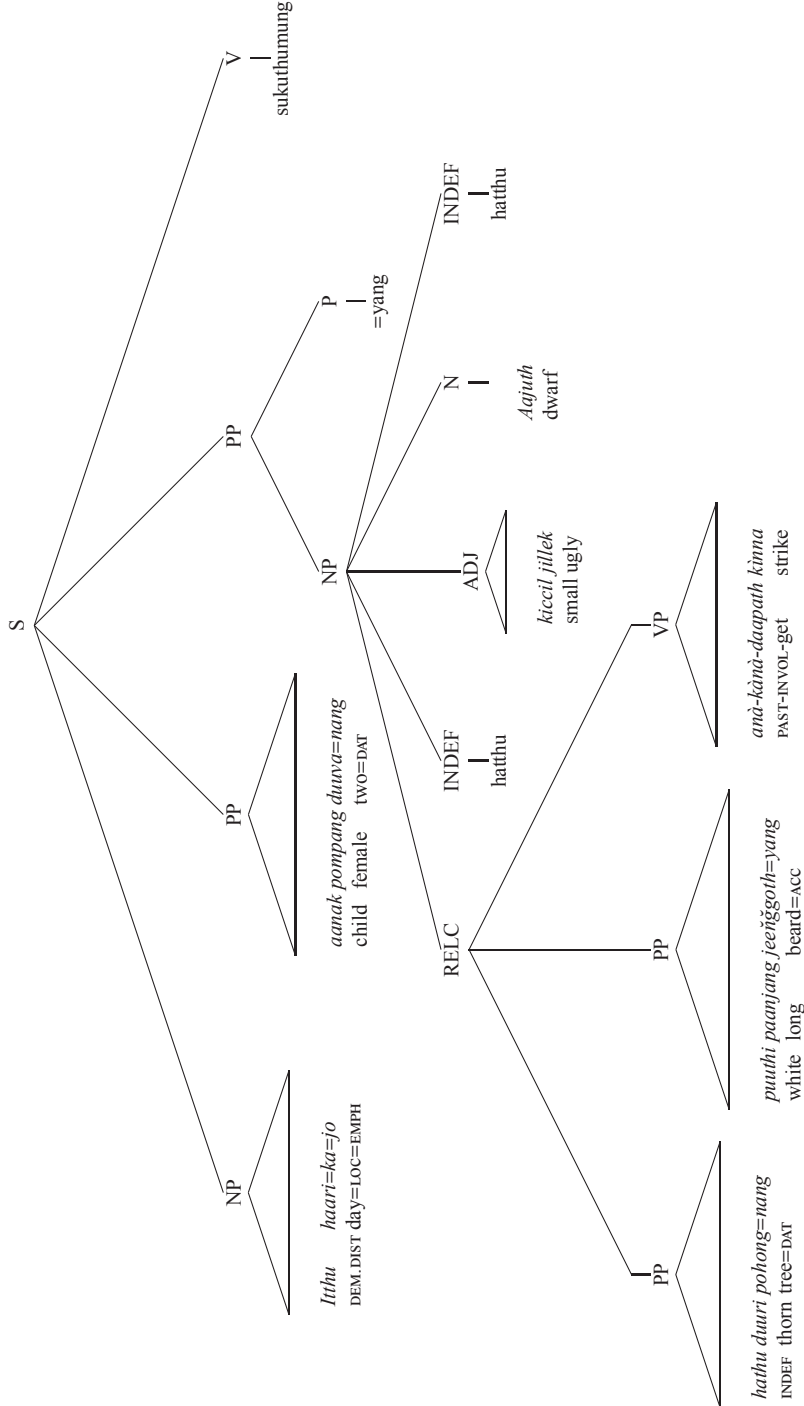 S
NP
PP
PP
V
Itthu haari=ka=jo
DEM.DIST day=LOC=EMPH
aanak pompang duuva=nang
child female two=DAT
NP
P
=yang
sukuthumung
RELC
INDEF
hatthu
ADJ
kiccil jillek
small ugly
N
Aajuth
dwarf
INDEF
hatthu
PP
hathu duuri pohong=nang
INDEF thorn tree=DAT
PP
puuthi paanjang jeeňǧgoth=yang
white long beard=ACC
VP
anà-kànà-daapath kinna
PAST-INVOL-get strike